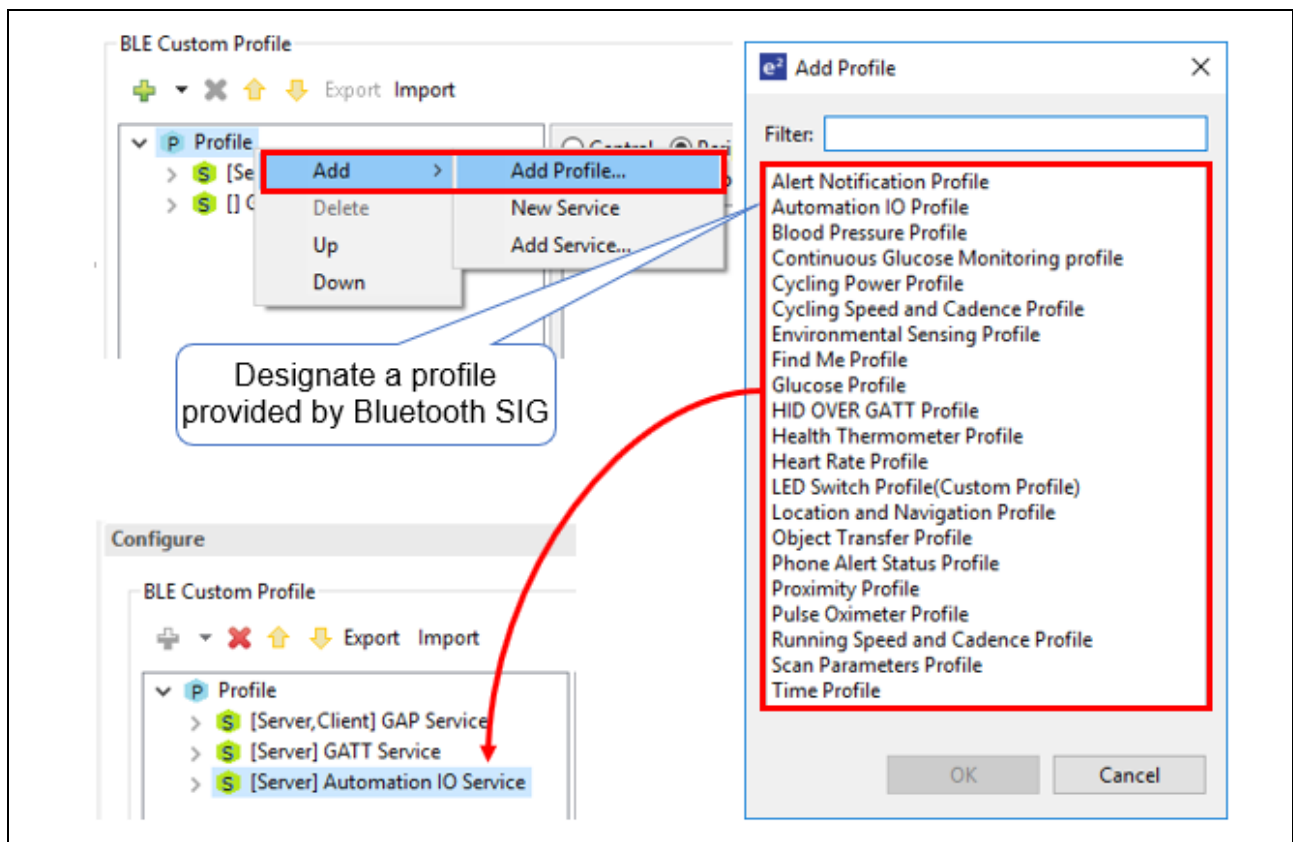 BLE Custom Profile
Export Import
Profile
[Se
[] G
Add >
Delete
Up
Down
Add Profile...
New Service
Add Service...
Designate a profile
provided by Bluetooth SIG
Configure
BLE Custom Profile
Export Import
Profile
[Server,Client] GAP Service
[Server] GATT Service
[Server] Automation IO Service
e² Add Profile
Filter:
Alert Notification Profile
Automation IO Profile
Blood Pressure Profile
Continuous Glucose Monitoring profile
Cycling Power Profile
Cycling Speed and Cadence Profile
Environmental Sensing Profile
Find Me Profile
Glucose Profile
HID OVER GATT Profile
Health Thermometer Profile
Heart Rate Profile
LED Switch Profile(Custom Profile)
Location and Navigation Profile
Object Transfer Profile
Phone Alert Status Profile
Proximity Profile
Pulse Oximeter Profile
Running Speed and Cadence Profile
Scan Parameters Profile
Time Profile
OK Cancel